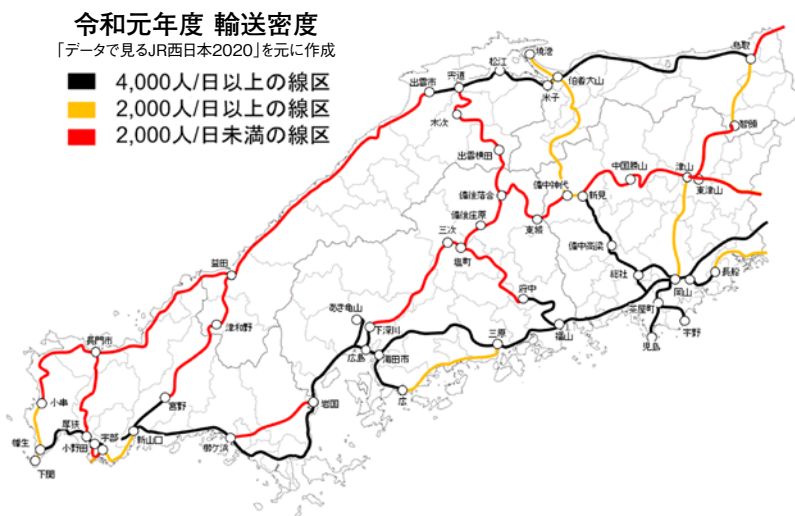 令和元年度 輸送密度
「データで見るJR西日本2020」を元に作成
4,000人/日以上の線区
2,000人/日以上の線区
2,000人/日未満の線区
境港
鳥取
松江
宍道
出雲市
伯耆大山
米子
木次
智頭
出雲横田
中国勝山
津山
東津山
備後落合
備中神代
新見
備後庄原
東城
三次
塩町
備中高梁
益田
総社
長船
岡山
府中
茶屋町
あき亀山
津和野
下深川
三原
福山
宇野
児島
長門市
広島
海田市
小串
宮野
岩国
広
厚狭
宇部
幡生
小野田
新山口
櫛ケ浜
下関